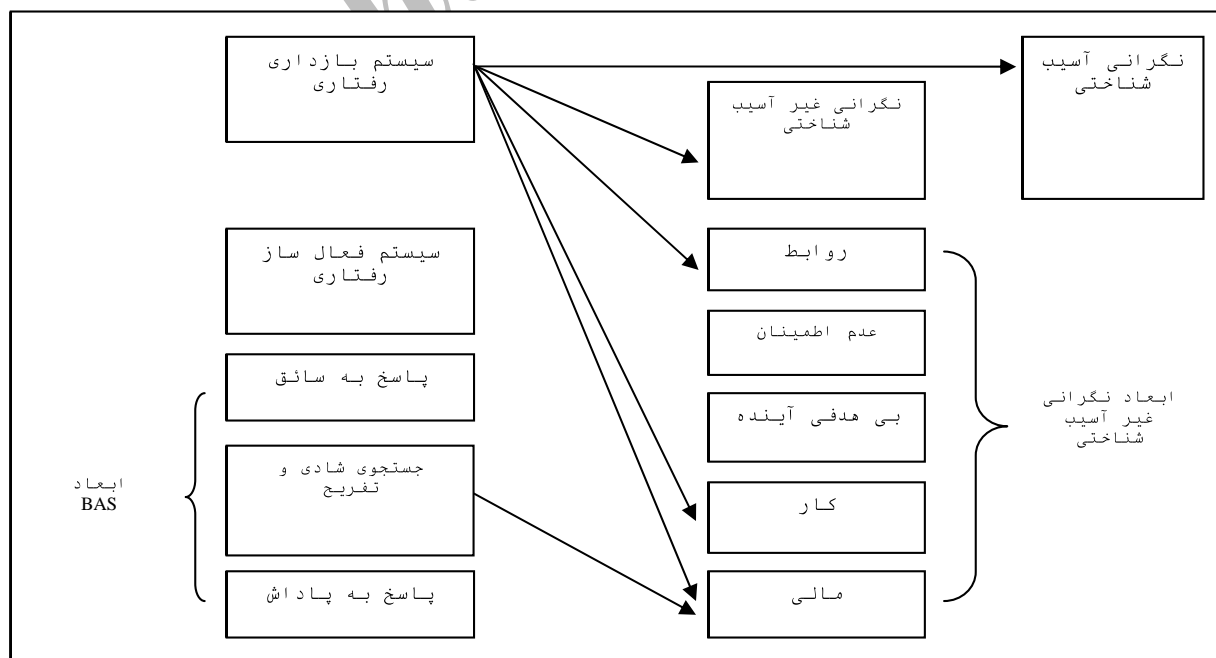 سیستم بازداری
رفتاری
نگرانی آسیب
شناختی
نگرانی غیر آسیب
شناختی
سیستم فعال ساز
رفتاری
روابط
عدم اطمینان
پاسخ به سائق
بی هدفی آینده
ابعاد نگرانی
غیر آسیب
شناختی
جستجوی شادی و
تفریح
ابعاد
BAS
کار
پاسخ به پاداش
مالی